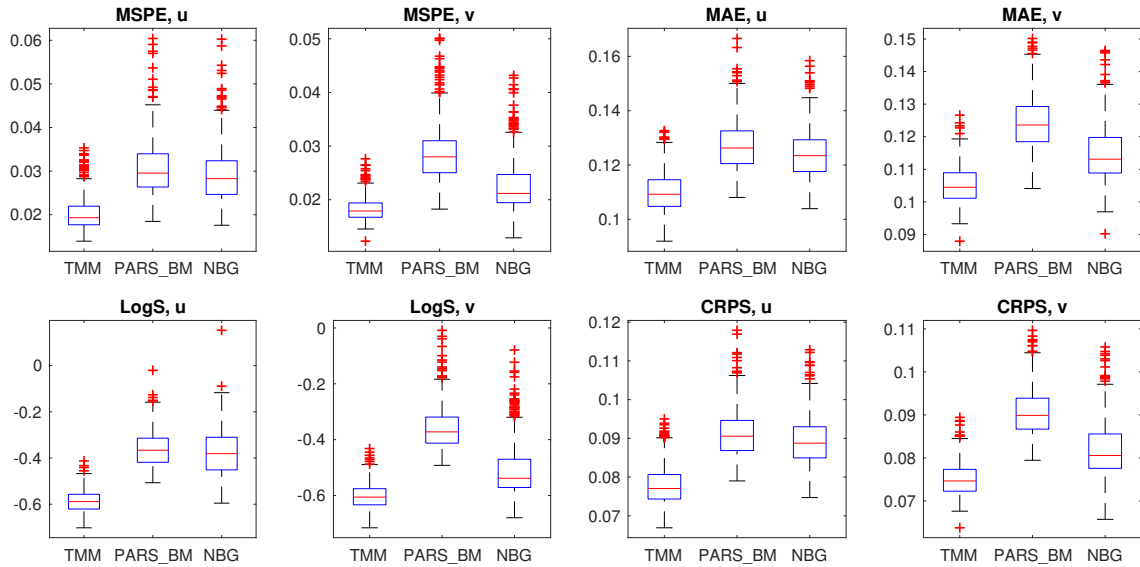 MSPE, u
MSPE, v
MAE, u
MAE, v
0.06
0.05
0.04
0.03
0.02
TMM PARS_BM NBG
0.05
0.04
0.03
0.02
TMM PARS_BM NBG
0.16
0.14
0.12
0.1
TMM PARS_BM NBG
0.15
0.14
0.13
0.12
0.11
0.1
0.09
TMM PARS_BM NBG
LogS, u
LogS, v
CRPS, u
CRPS, v
0
-0.2
-0.4
-0.6
TMM PARS_BM NBG
0
-0.2
-0.4
-0.6
TMM PARS_BM NBG
0.12
0.11
0.1
0.09
0.08
0.07
TMM PARS_BM NBG
0.11
0.1
0.09
0.08
0.07
TMM PARS_BM NBG